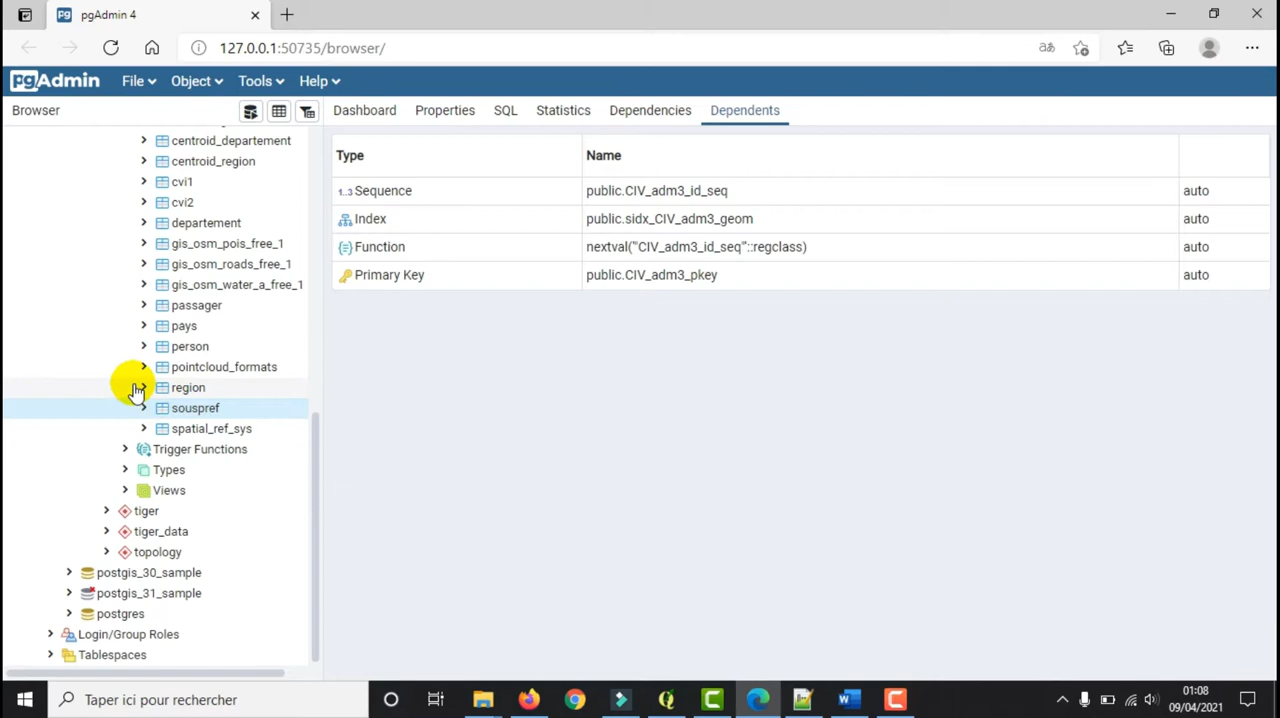 pgAdmin 4
127.0.0.1:50735/browser/
pgAdmin File Object Tools Help
Browser
Dashboard Properties SQL Statistics Dependencies Dependents
centroid_departement
centroid_region
cvi1
cvi2
departement
gis_osm_pois_free_1
gis_osm_roads_free_1
gis_osm_water_a_free_1
passager
pays
person
pointcloud_formats
region
souspref
spatial_ref_sys
Trigger Functions
Types
Views
tiger
tiger_data
topology
postgis_30_sample
postgis_31_sample
postgres
Login/Group Roles
Tablespaces
Type Name
Sequence public.CIV_adm3_id_seq auto
Index public.sidx_CIV_adm3_geom auto
Function nextval("CIV_adm3_id_seq"::regclass) auto
Primary Key public.CIV_adm3_pkey auto
Taper ici pour rechercher
01:08
09/04/2021